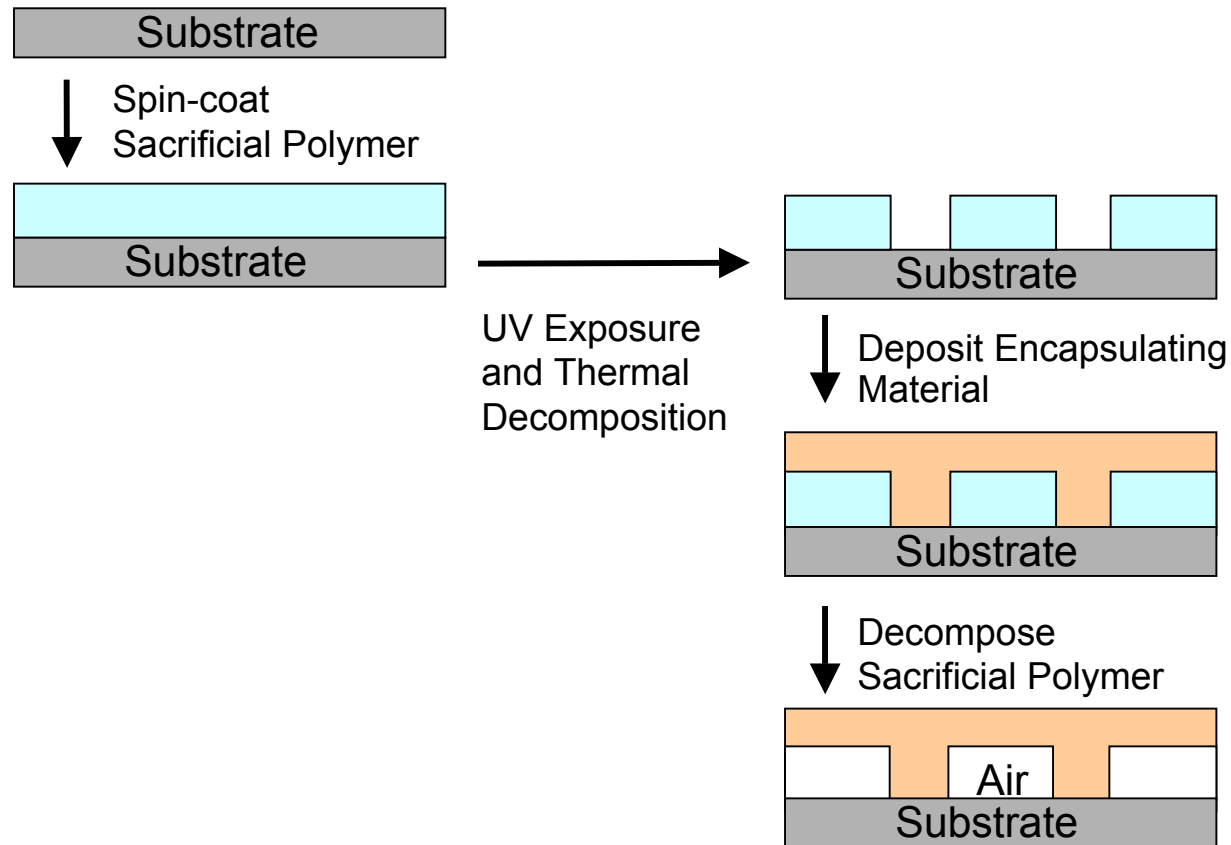 Substrate
Spin-coat
Sacrificial Polymer
Substrate
UV Exposure
and Thermal
Decomposition
Substrate
Deposit Encapsulating
Material
Substrate
Decompose
Sacrificial Polymer
Air
Substrate